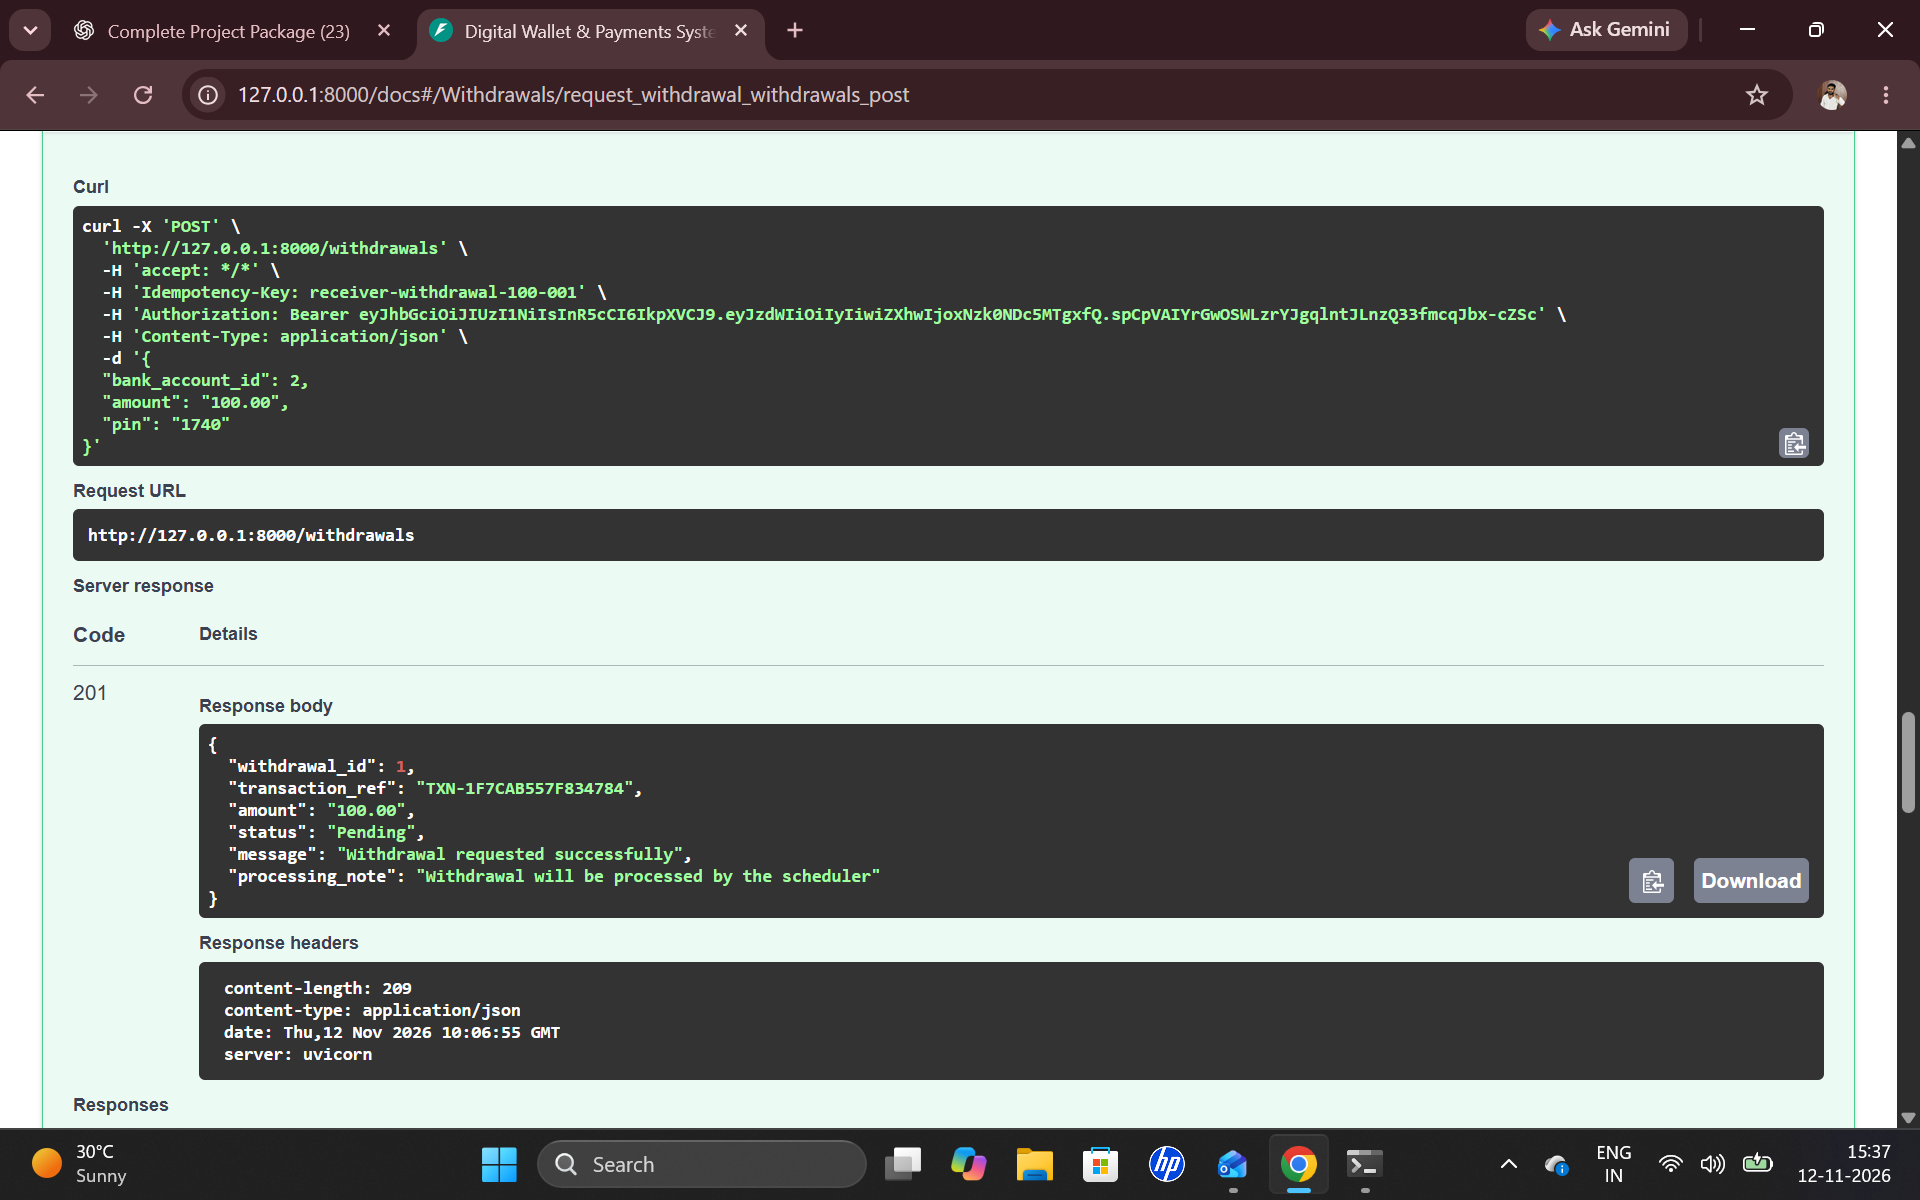 Complete Project Package (23)
Digital Wallet & Payments Syste
Ask Gemini
127.0.0.1:8000/docs#/Withdrawals/request_withdrawal_withdrawals_post
Curl
curl -X 'POST' \
'http://127.0.0.1:8000/withdrawals' \
-H 'accept: */*' \
-H 'Idempotency-Key: receiver-withdrawal-100-001' \
-H 'Authorization: Bearer eyJhbGciOiJIUzI1NiIsInR5cCI6IkpXVCJ9.eyJzdWIiOiIyIiwiZXhwIjoxNzk0NDc5MTgxfQ.spCpVAIYrGwOSWLzrYJgqlntJLnzQ33fmcqJbx-cZSc' \
-H 'Content-Type: application/json' \
-d '{
"bank_account_id": 2,
"amount": "100.00",
"pin": "1740"
}'
Request URL
http://127.0.0.1:8000/withdrawals
Server response
Code Details
201
Response body
{
"withdrawal_id": 1,
"transaction_ref": "TXN-1F7CAB557F834784",
"amount": "100.00",
"status": "Pending",
"message": "Withdrawal requested successfully",
"processing_note": "Withdrawal will be processed by the scheduler"
}
Download
Response headers
content-length: 209
content-type: application/json
date: Thu,12 Nov 2026 10:06:55 GMT
server: uvicorn
Responses
30°C
Sunny
Search
hp
ENG
IN
15:37
12-11-2026